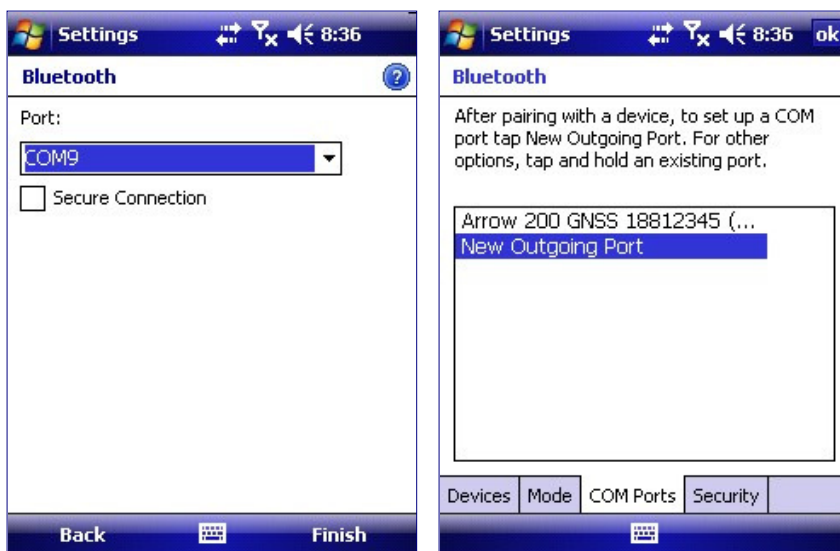 Settings 8:36
Bluetooth
Port:
COM9
Secure Connection
Back Finish
Settings 8:36 ok
Bluetooth
After pairing with a device, to set up a COM
port tap New Outgoing Port. For other
options, tap and hold an existing port.
Arrow 200 GNSS 18812345 (...
New Outgoing Port
Devices Mode COM Ports Security